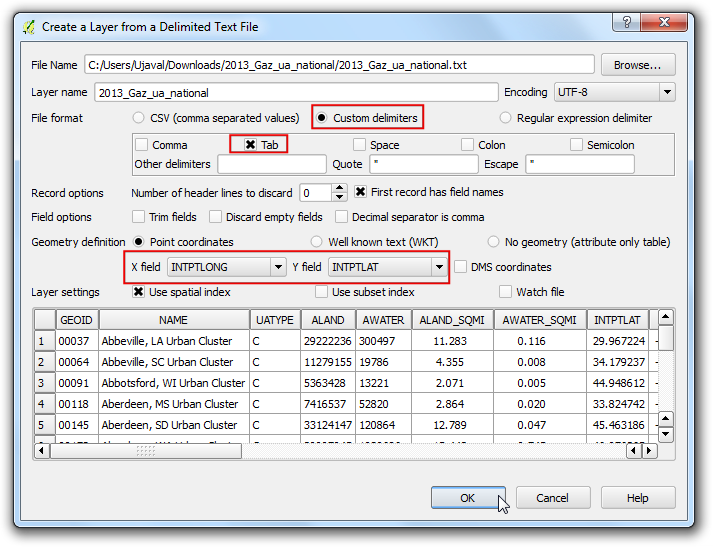 Create a Layer from a Delimited Text File
File Name C:/Users/Ujaval/Downloads/2013_Gaz_ua_national/2013_Gaz_ua_national.txt Browse...
Layer name 2013_Gaz_ua_national Encoding UTF-8
File format CSV (comma separated values) Custom delimiters Regular expression delimiter
Comma Tab Space Colon Semicolon
Other delimiters Quote " Escape "
Record options Number of header lines to discard 0 First record has field names
Field options Trim fields Discard empty fields Decimal separator is comma
Geometry definition Point coordinates Well known text (WKT) No geometry (attribute only table)
X field INTPTLONG Y field INTPTLAT DMS coordinates
Layer settings Use spatial index Use subset index Watch file
GEOID NAME UATYPE ALAND AWATER ALAND_SQMI AWATER_SQMI INTPTLAT
1 00037 Abbeville, LA Urban Cluster C 29222236 300497 11.283 0.116 29.967224 -
2 00064 Abbeville, SC Urban Cluster C 11279155 19786 4.355 0.008 34.179237 -
3 00091 Abbotsford, WI Urban Cluster C 5363428 13221 2.071 0.005 44.948612 -
4 00118 Aberdeen, MS Urban Cluster C 7416537 52820 2.864 0.020 33.824742 -
5 00145 Aberdeen, SD Urban Cluster C 33124147 120864 12.789 0.047 45.463186 -
OK Cancel Help